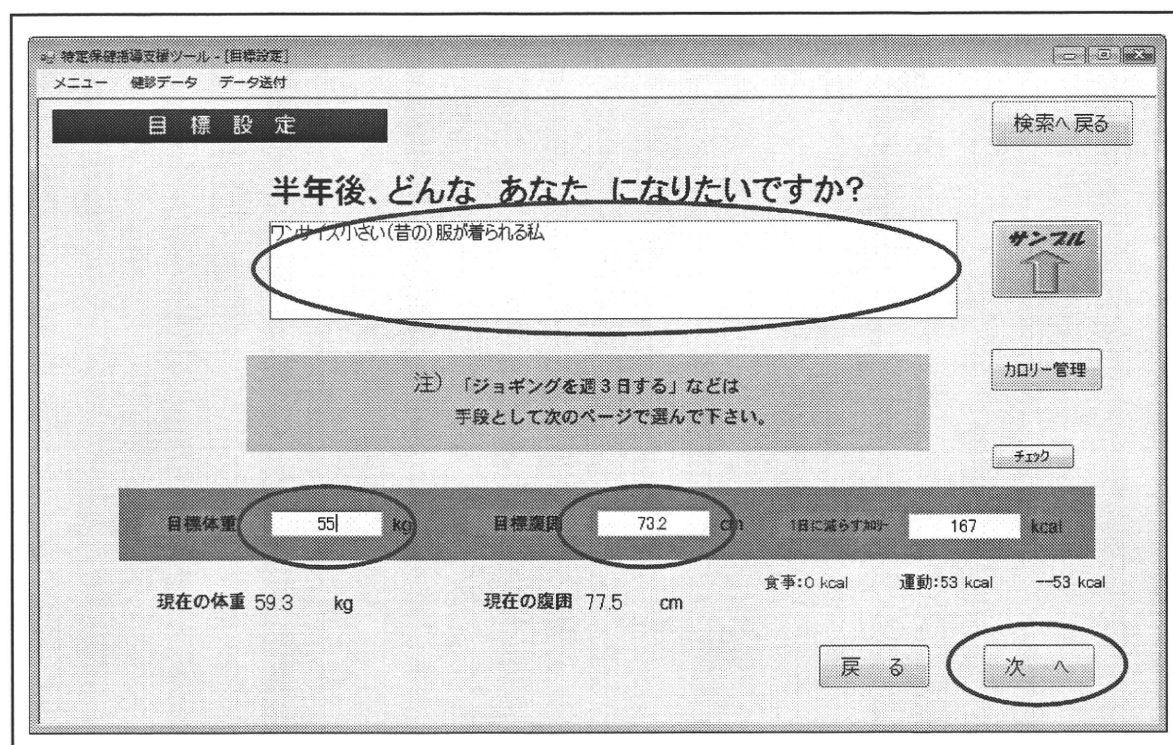 特定保健指導支援ツール - [目標設定]
メニュー 健診データ データ送付
目標設定
検索へ戻る
半年後、どんな あなた になりたいですか?
ワンサイズ小さい(昔の)服が着られる私
サンプル
カロリー管理
注) 「ジョギングを週3日する」などは
手段として次のページで選んで下さい。
チェック
目標体重 55 kg 目標腹囲 73.2 cm 1日に減らすカロリー 167 kcal
食事:0 kcal 運動:53 kcal —-53 kcal
現在の体重 59.3 kg 現在の腹囲 77.5 cm
戻る 次へ